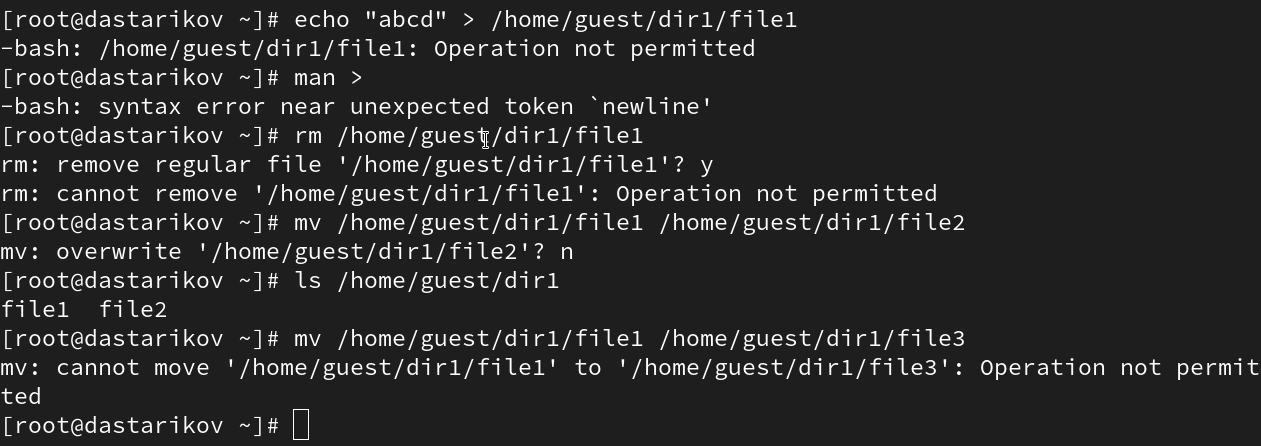 [root@dastarikov ~]# echo "abcd" > /home/guest/dir1/file1
-bash: /home/guest/dir1/file1: Operation not permitted
[root@dastarikov ~]# man >
-bash: syntax error near unexpected token `newline'
[root@dastarikov ~]# rm /home/guest/dir1/file1
rm: remove regular file '/home/guest/dir1/file1'? y
rm: cannot remove '/home/guest/dir1/file1': Operation not permitted
[root@dastarikov ~]# mv /home/guest/dir1/file1 /home/guest/dir1/file2
mv: overwrite '/home/guest/dir1/file2'? n
[root@dastarikov ~]# ls /home/guest/dir1
file1  file2
[root@dastarikov ~]# mv /home/guest/dir1/file1 /home/guest/dir1/file3
mv: cannot move '/home/guest/dir1/file1' to '/home/guest/dir1/file3': Operation not permit
ted
[root@dastarikov ~]#